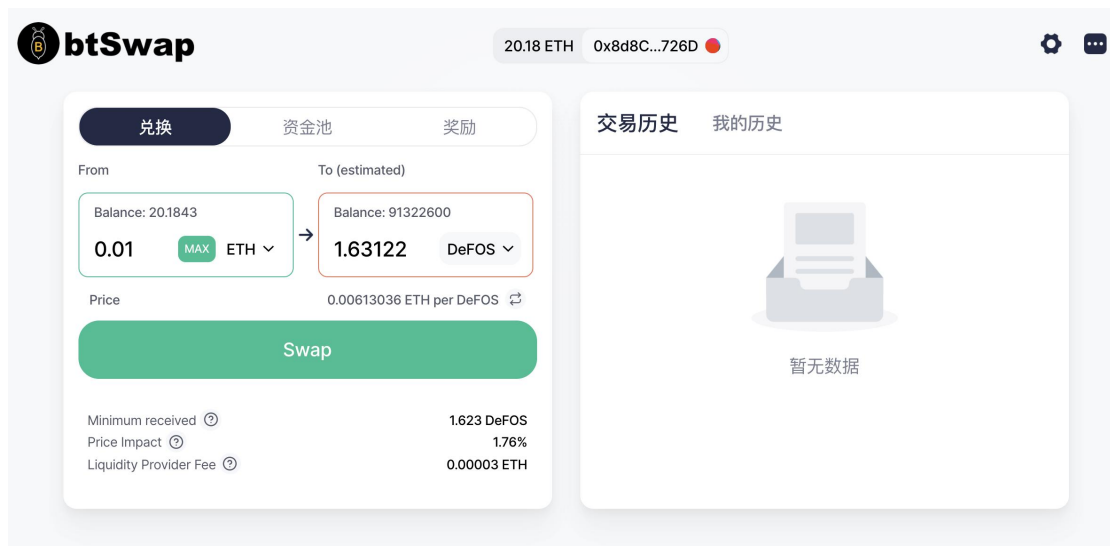 btSwap
20.18 ETH 0x8d8C...726D
兑换 资金池 奖励
From To (estimated)
Balance: 20.1843 Balance: 91322600
0.01 MAX ETH 1.63122 DeFOS
Price 0.00613036 ETH per DeFOS
Swap
Minimum received ? 1.623 DeFOS
Price Impact ? 1.76%
Liquidity Provider Fee ? 0.00003 ETH
交易历史 我的历史
暂无数据